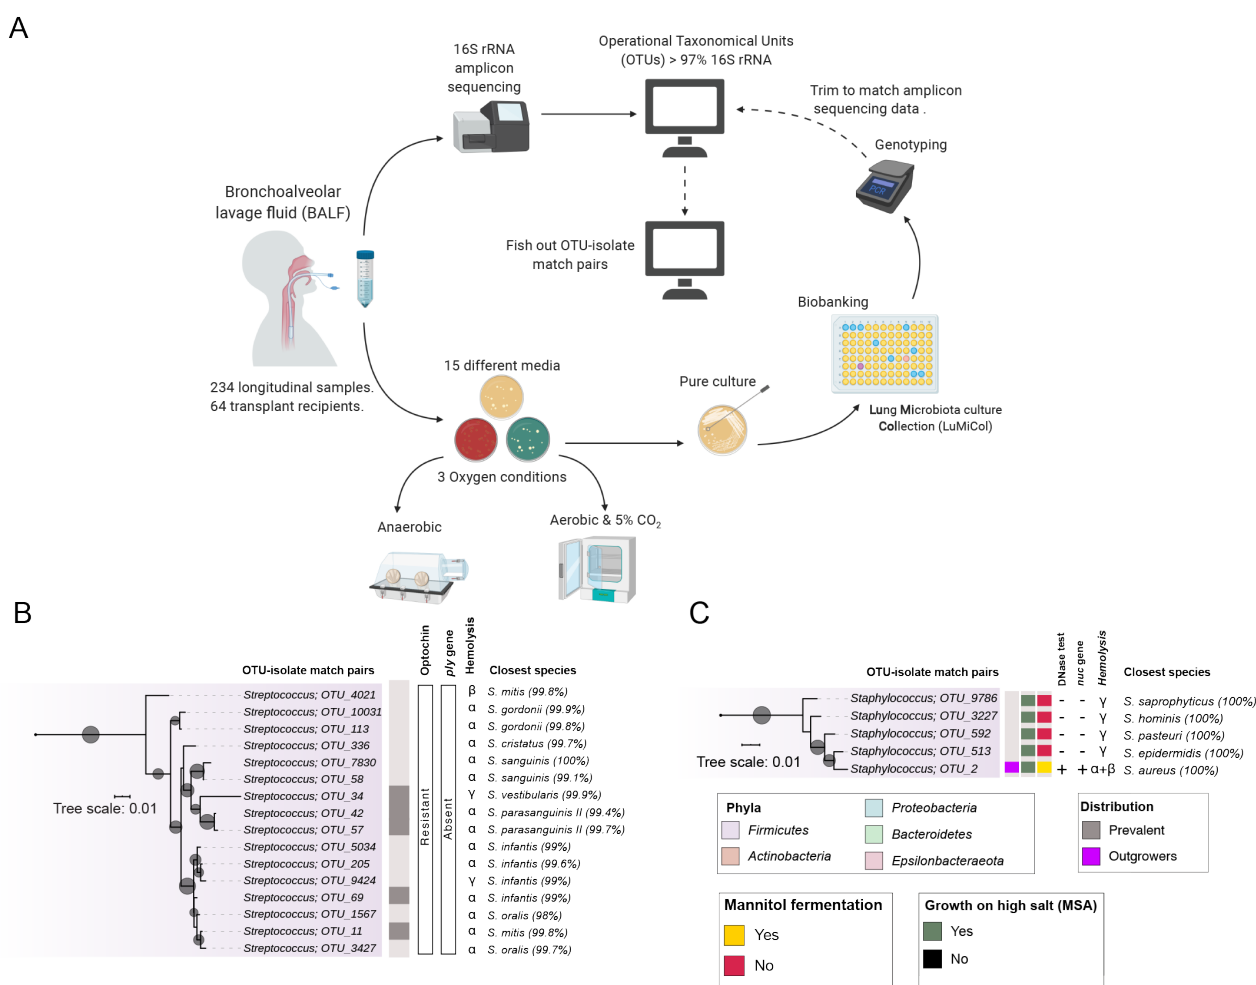 A
16S rRNA
amplicon
sequencing
Operational Taxonomical Units
(OTUs) > 97% 16S rRNA
Trim to match amplicon
sequencing data .
Genotyping
PCR
Bronchoalveolar
lavage fluid (BALF)
Fish out OTU-isolate
match pairs
Biobanking
234 longitudinal samples.
64 transplant recipients.
15 different media
Pure culture
Lung Microbiota culture
Collection (LuMiCol)
3 Oxygen conditions
Anaerobic
Aerobic & 5% CO2
B
OTU-isolate match pairs
Optochin
ply gene
Hemolysis
Closest species
Streptococcus; OTU_4021 β S. mitis (99.8%)
Streptococcus; OTU_10031 α S. gordonii (99.9%)
Streptococcus; OTU_113 α S. gordonii (99.8%)
Streptococcus; OTU_336 α S. cristatus (99.7%)
Streptococcus; OTU_7830 α S. sanguinis (100%)
Streptococcus; OTU_58 α S. sanguinis (99.1%)
Streptococcus; OTU_34 γ S. vestibularis (99.9%)
Streptococcus; OTU_42 α S. parasanguinis II (99.4%)
Streptococcus; OTU_57 α S. parasanguinis II (99.7%)
Streptococcus; OTU_5034 α S. infantis (99%)
Streptococcus; OTU_205 α S. infantis (99.6%)
Streptococcus; OTU_9424 γ S. infantis (99%)
Streptococcus; OTU_69 α S. infantis (99%)
Streptococcus; OTU_1567 α S. oralis (98%)
Streptococcus; OTU_11 α S. mitis (99.8%)
Streptococcus; OTU_3427 α S. oralis (99.7%)
Resistant
Absent
Tree scale: 0.01
C
OTU-isolate match pairs
DNase test
nuc gene
Hemolysis
Closest species
Staphylococcus; OTU_9786 - - γ S. saprophyticus (100%)
Staphylococcus; OTU_3227 - - γ S. hominis (100%)
Staphylococcus; OTU_592 - - γ S. pasteuri (100%)
Staphylococcus; OTU_513 - - γ S. epidermidis (100%)
Staphylococcus; OTU_2 + + α+β S. aureus (100%)
Tree scale: 0.01
Phyla
Firmicutes
Actinobacteria
Proteobacteria
Bacteroidetes
Epsilonbacteraeota
Distribution
Prevalent
Outgrowers
Mannitol fermentation
Yes
No
Growth on high salt (MSA)
Yes
No